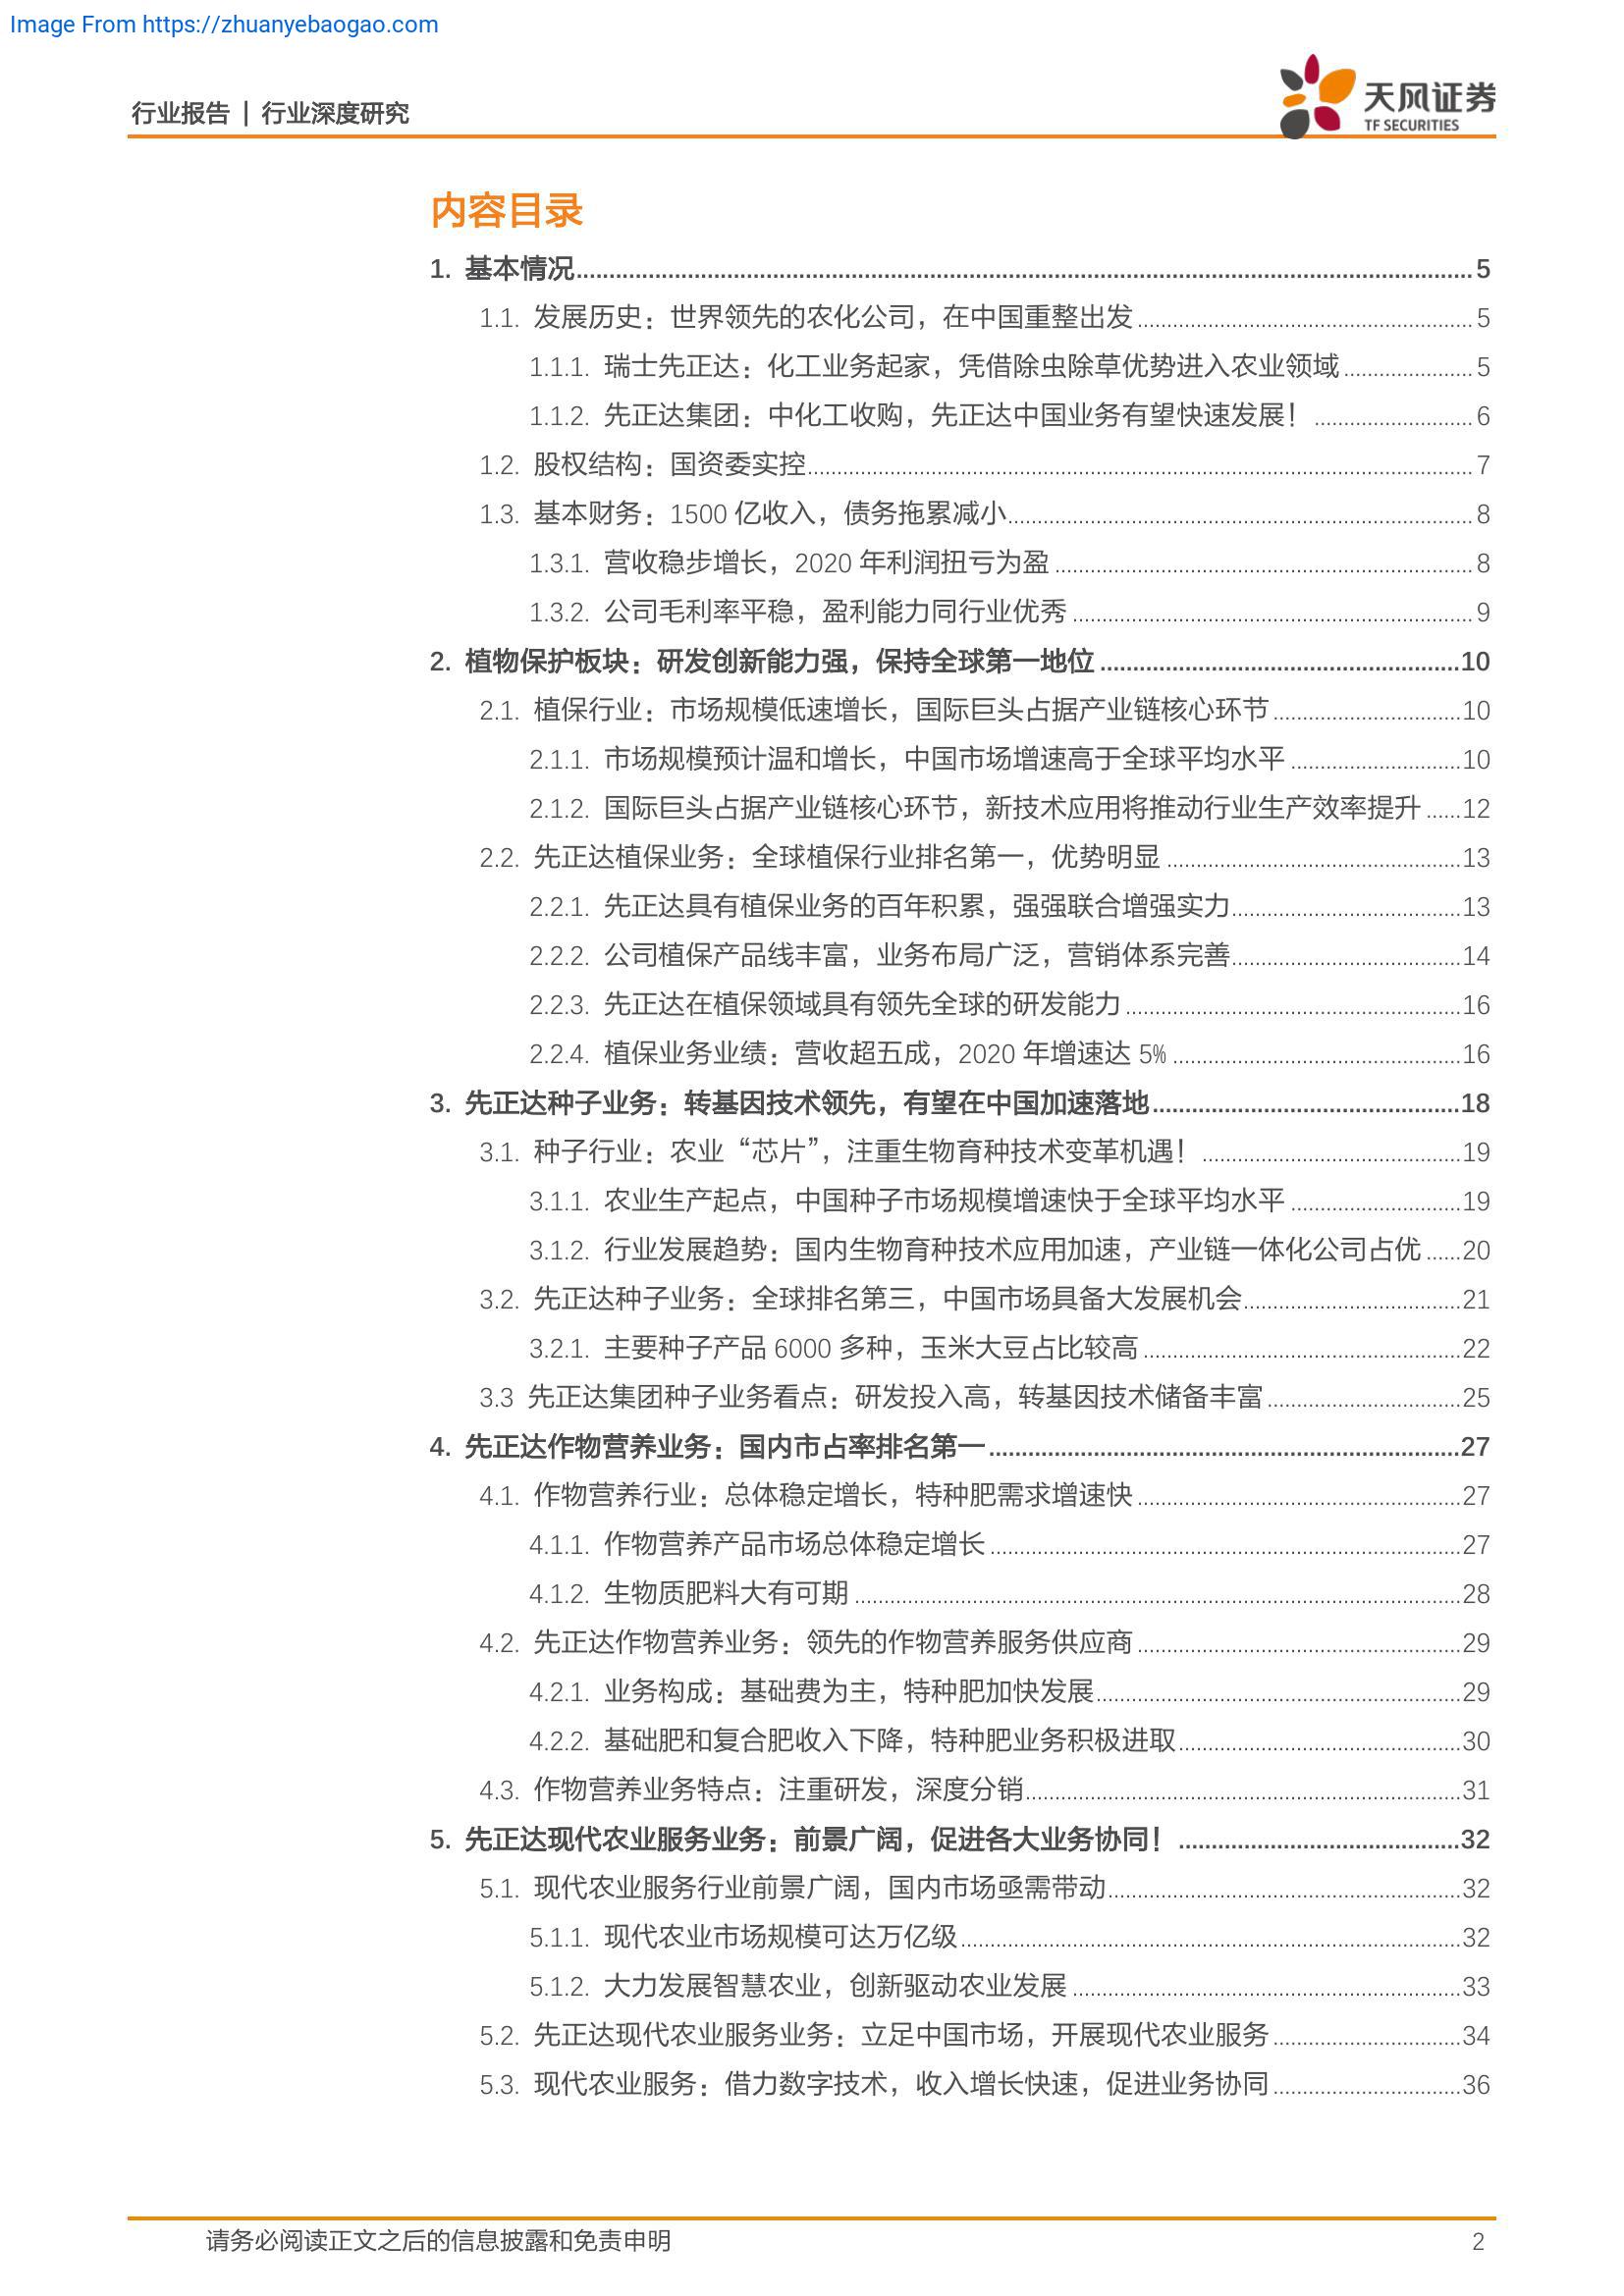 Image From https://zhuanyebaogao.com
行业报告 | 行业深度研究
天风证券
TF SECURITIES
内容目录
1. 基本情况 5
1.1. 发展历史：世界领先的农化公司，在中国重整出发 5
1.1.1. 瑞士先正达：化工业务起家，凭借除虫除草优势进入农业领域 5
1.1.2. 先正达集团：中化工收购，先正达中国业务有望快速发展！ 6
1.2. 股权结构：国资委实控 7
1.3. 基本财务：1500 亿收入，债务拖累减小 8
1.3.1. 营收稳步增长，2020 年利润扭亏为盈 8
1.3.2. 公司毛利率平稳，盈利能力同行业优秀 9
2. 植物保护板块：研发创新能力强，保持全球第一地位 10
2.1. 植保行业：市场规模低速增长，国际巨头占据产业链核心环节 10
2.1.1. 市场规模预计温和增长，中国市场增速高于全球平均水平 10
2.1.2. 国际巨头占据产业链核心环节，新技术应用将推动行业生产效率提升 12
2.2. 先正达植保业务：全球植保行业排名第一，优势明显 13
2.2.1. 先正达具有植保业务的百年积累，强强联合增强实力 13
2.2.2. 公司植保产品线丰富，业务布局广泛，营销体系完善 14
2.2.3. 先正达在植保领域具有领先全球的研发能力 16
2.2.4. 植保业务业绩：营收超五成，2020 年增速达 5% 16
3. 先正达种子业务：转基因技术领先，有望在中国加速落地 18
3.1. 种子行业：农业“芯片”，注重生物育种技术变革机遇！ 19
3.1.1. 农业生产起点，中国种子市场规模增速快于全球平均水平 19
3.1.2. 行业发展趋势：国内生物育种技术应用加速，产业链一体化公司占优 20
3.2. 先正达种子业务：全球排名第三，中国市场具备大发展机会 21
3.2.1. 主要种子产品 6000 多种，玉米大豆占比较高 22
3.3 先正达集团种子业务看点：研发投入高，转基因技术储备丰富 25
4. 先正达作物营养业务：国内市占率排名第一 27
4.1. 作物营养行业：总体稳定增长，特种肥需求增速快 27
4.1.1. 作物营养产品市场总体稳定增长 27
4.1.2. 生物质肥料大有可期 28
4.2. 先正达作物营养业务：领先的作物营养服务供应商 29
4.2.1. 业务构成：基础费为主，特种肥加快发展 29
4.2.2. 基础肥和复合肥收入下降，特种肥业务积极进取 30
4.3. 作物营养业务特点：注重研发，深度分销 31
5. 先正达现代农业服务业务：前景广阔，促进各大业务协同！ 32
5.1. 现代农业服务行业前景广阔，国内市场亟需带动 32
5.1.1. 现代农业市场规模可达万亿级 32
5.1.2. 大力发展智慧农业，创新驱动农业发展 33
5.2. 先正达现代农业服务业务：立足中国市场，开展现代农业服务 34
5.3. 现代农业服务：借力数字技术，收入增长快速，促进业务协同 36
请务必阅读正文之后的信息披露和免责申明 2